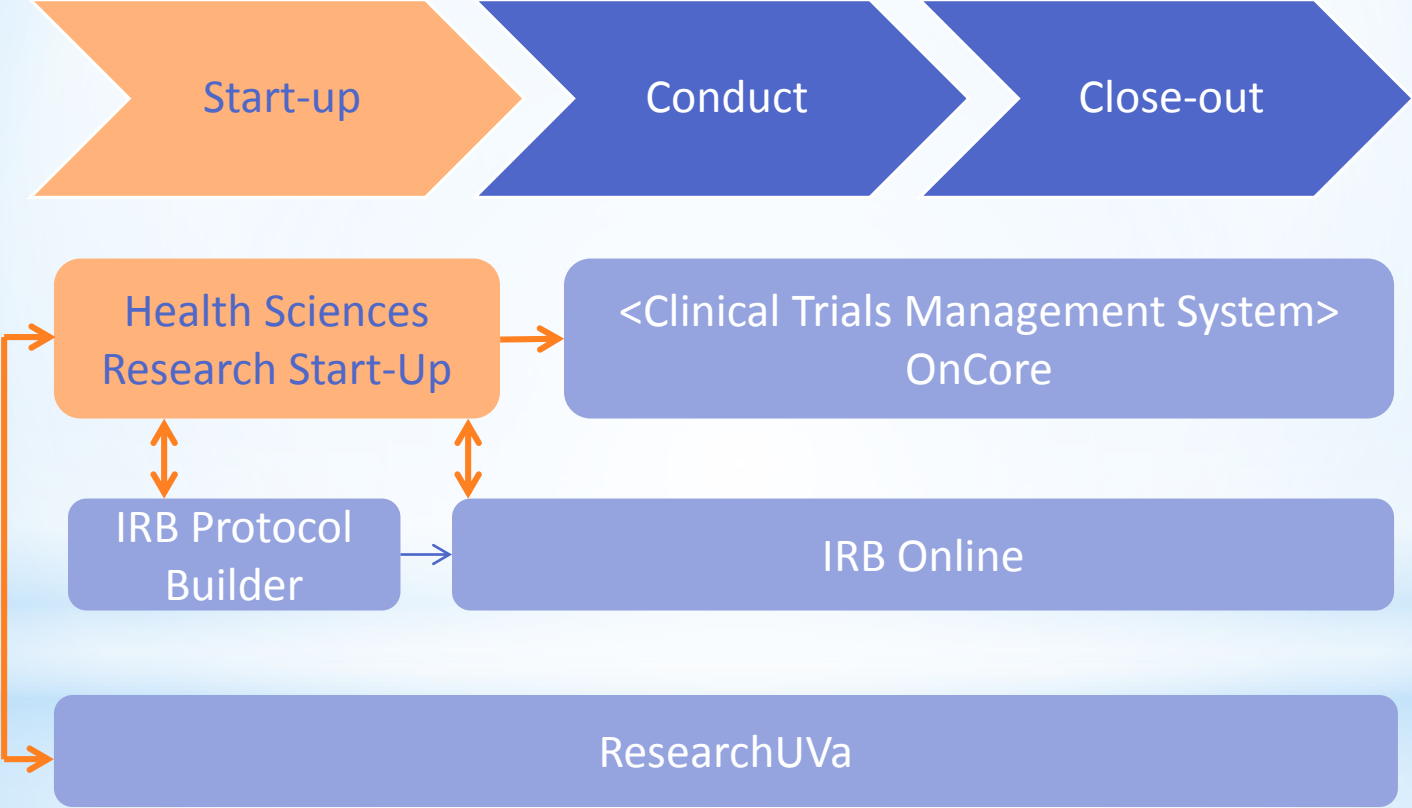 Start-up
Conduct
Close-out
Health Sciences
Research Start-Up
<Clinical Trials Management System>
OnCore
IRB Protocol
Builder
IRB Online
ResearchUVa